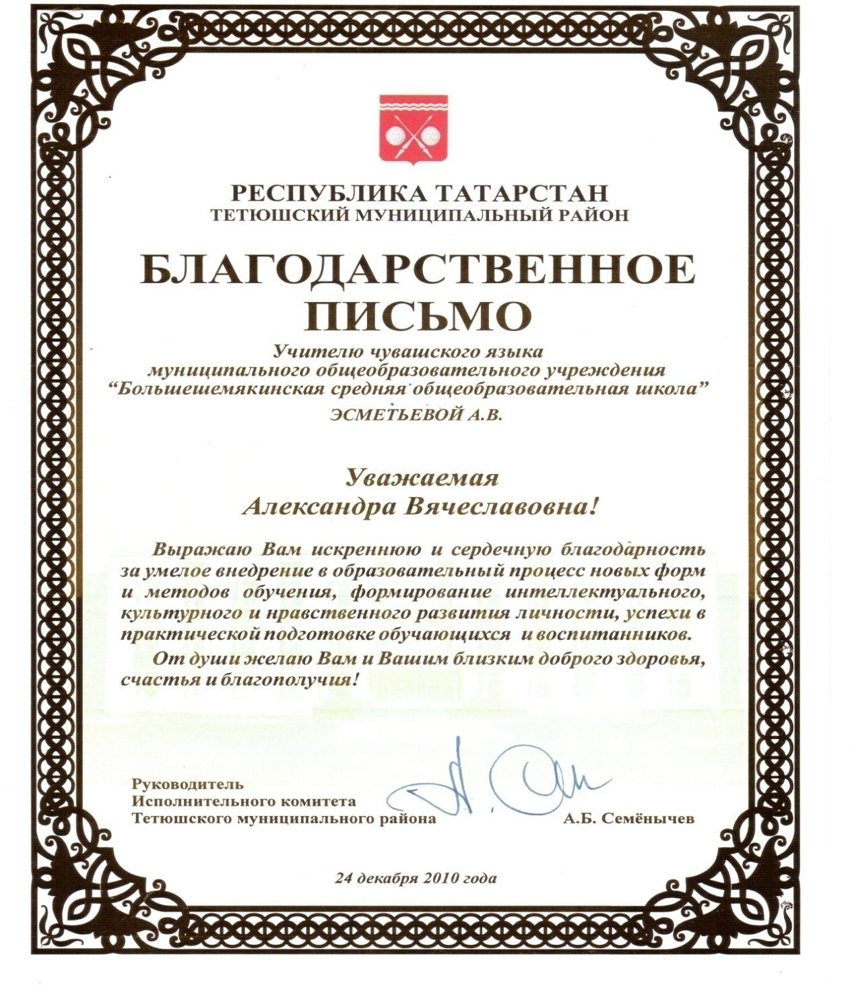 РЕСПУБЛИКА ТАТАРСТАН
ТЕТЮШСКИЙ МУНИЦИПАЛЬНЫЙ РАЙОН
БЛАГОДАРСТВЕННОЕ
ПИСЬМО
Учителю чувашского языка
муниципального общеобразовательного учреждения
“Большешемякинская средняя общеобразовательная школа”
ЭСМЕТЬЕВОЙ А.В.
Уважаемая
Александра Вячеславовна!
Выражаю Вам искреннюю и сердечную благодарность
за умелое внедрение в образовательный процесс новых форм
и методов обучения, формирование интеллектуального,
культурного и нравственного развития личности, успехи в
практической подготовке обучающихся и воспитанников.
От души желаю Вам и Вашим близким доброго здоровья,
счастья и благополучия!
Руководитель
Исполнительного комитета
Тетюшского муниципального района
А.Б. Семёнычев
24 декабря 2010 года